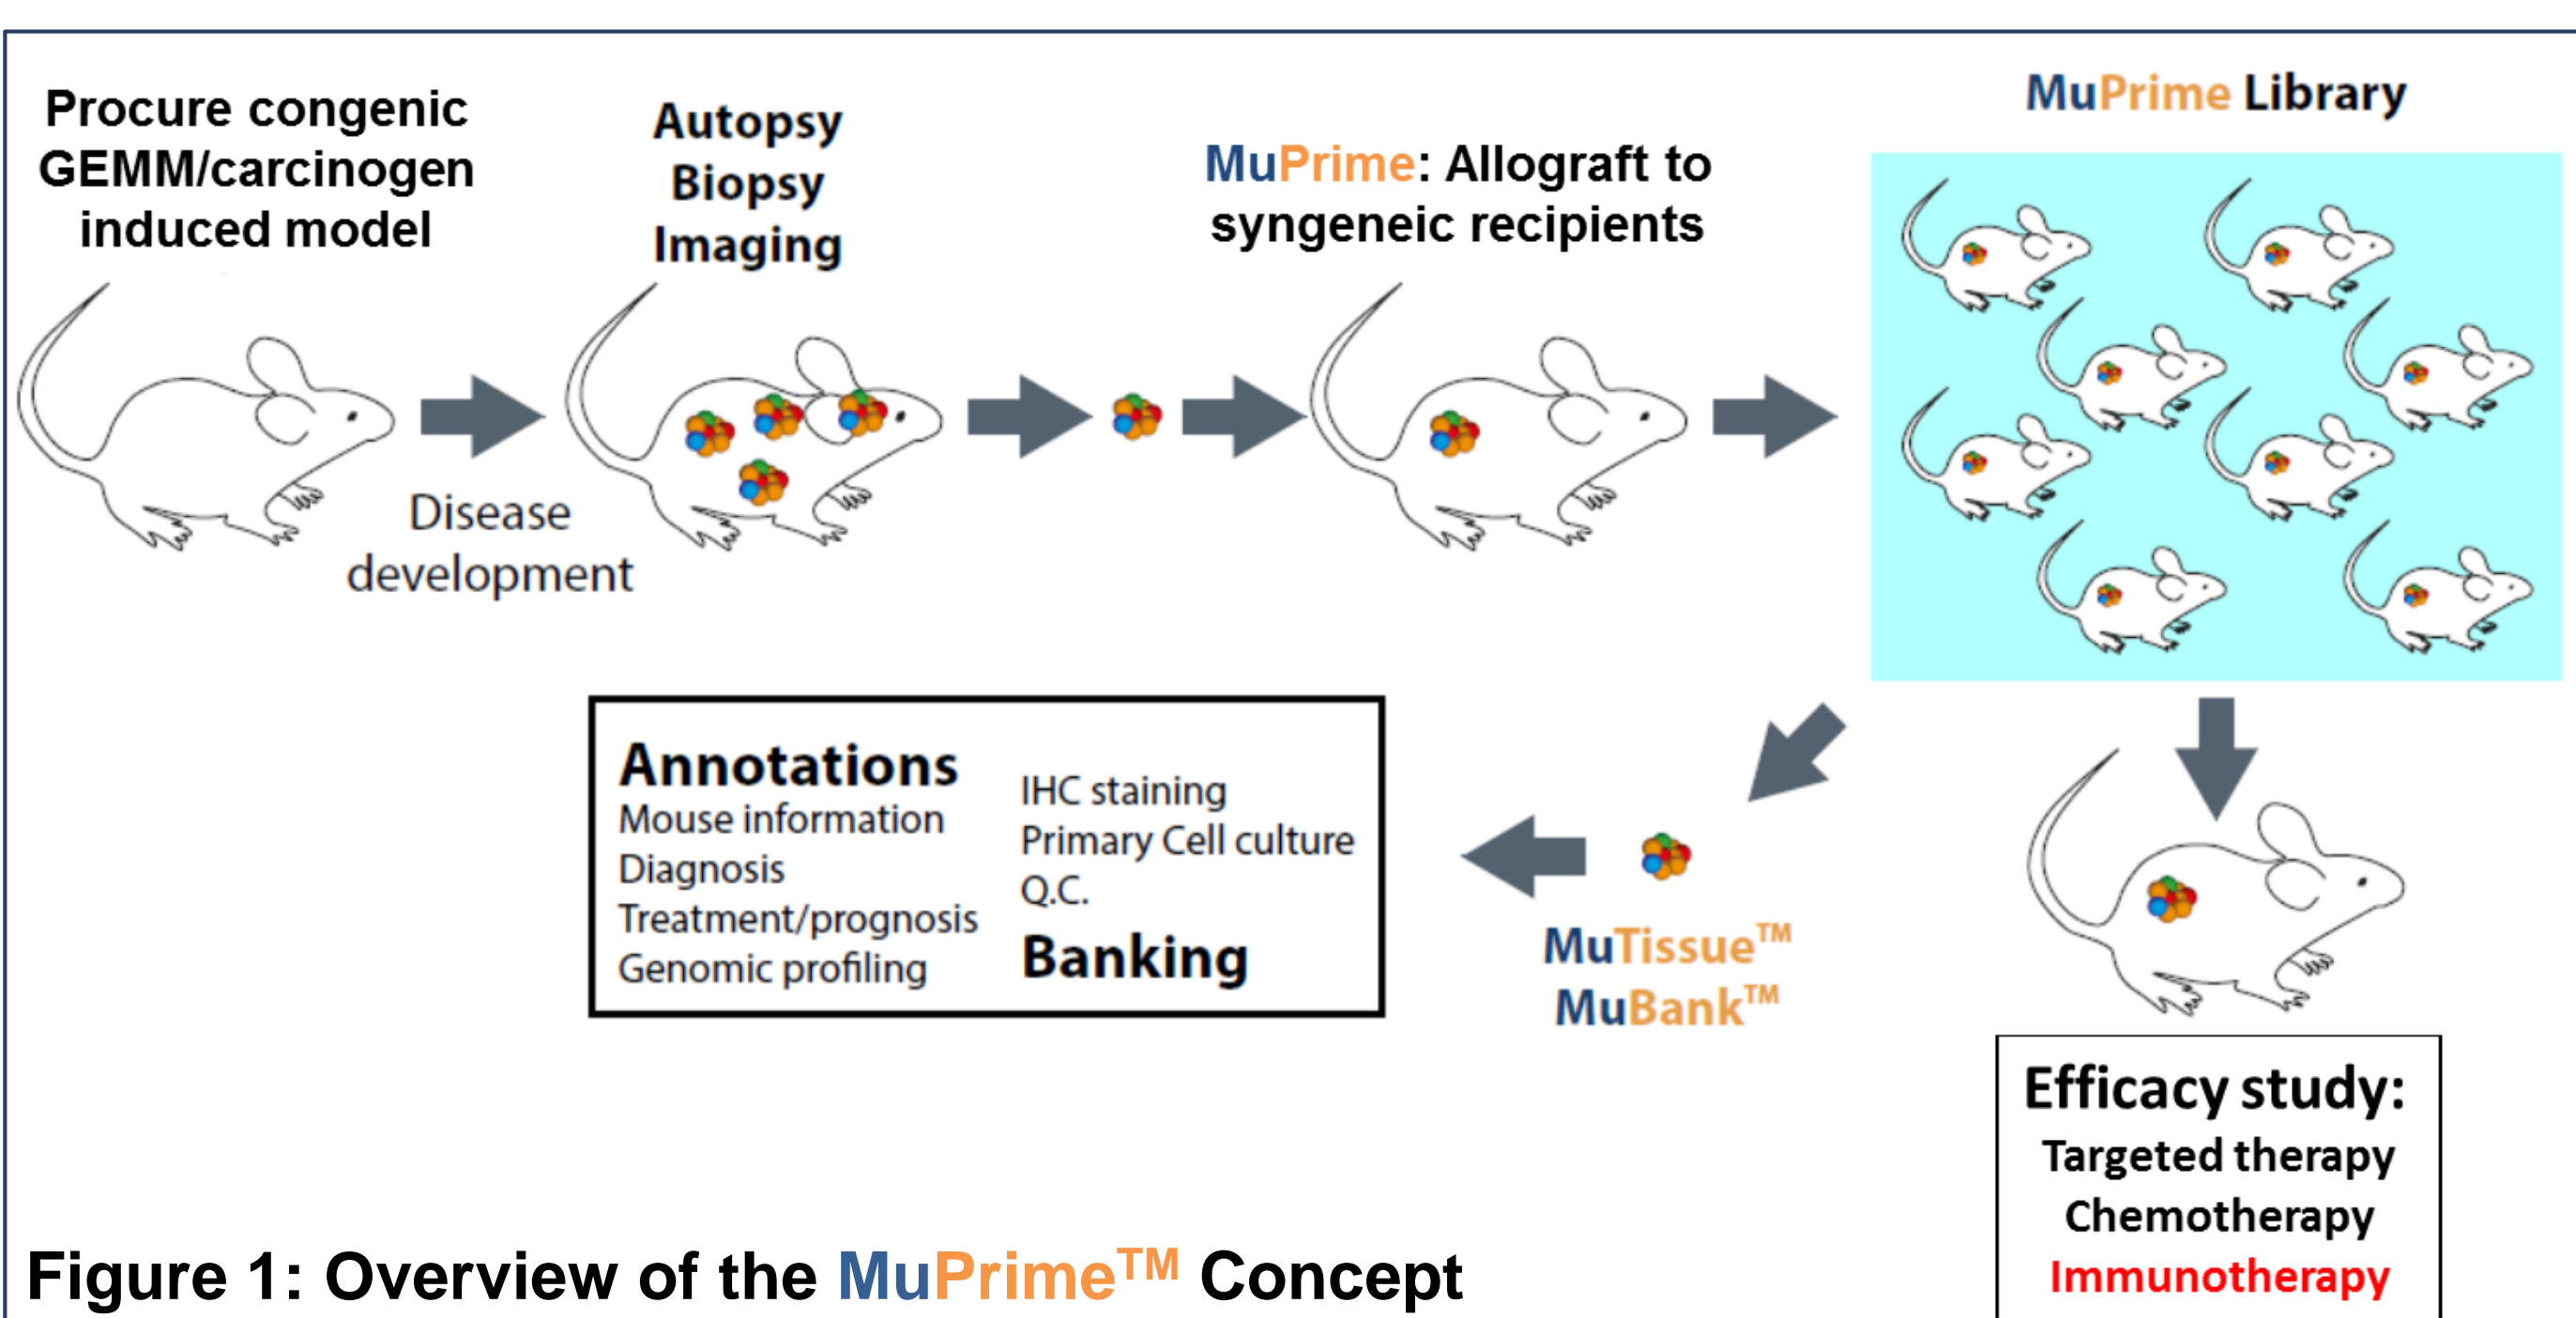 Procure congenic
GEMM/carcinogen
induced model
Autopsy
Biopsy
Imaging
MuPrime: Allograft to
syngeneic recipients
MuPrime Library
Disease
development
Annotations
Mouse information
Diagnosis
Treatment/prognosis
Genomic profiling
IHC staining
Primary Cell culture
Q.C.
Banking
MuTissue™
MuBank™
Efficacy study:
Targeted therapy
Chemotherapy
Immunotherapy
Figure 1: Overview of the MuPrime™ Concept